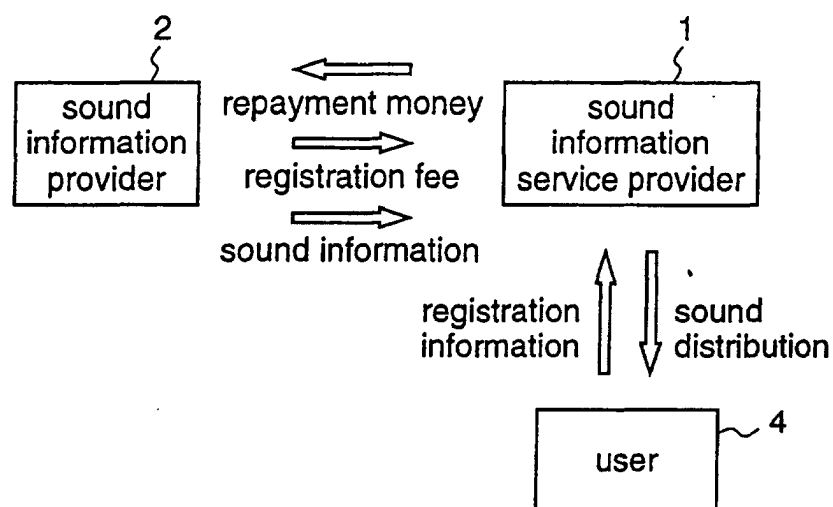 2
1
sound
information
provider
repayment money
registration fee
sound information
sound
information
service provider
registration
information
sound
distribution
4
user